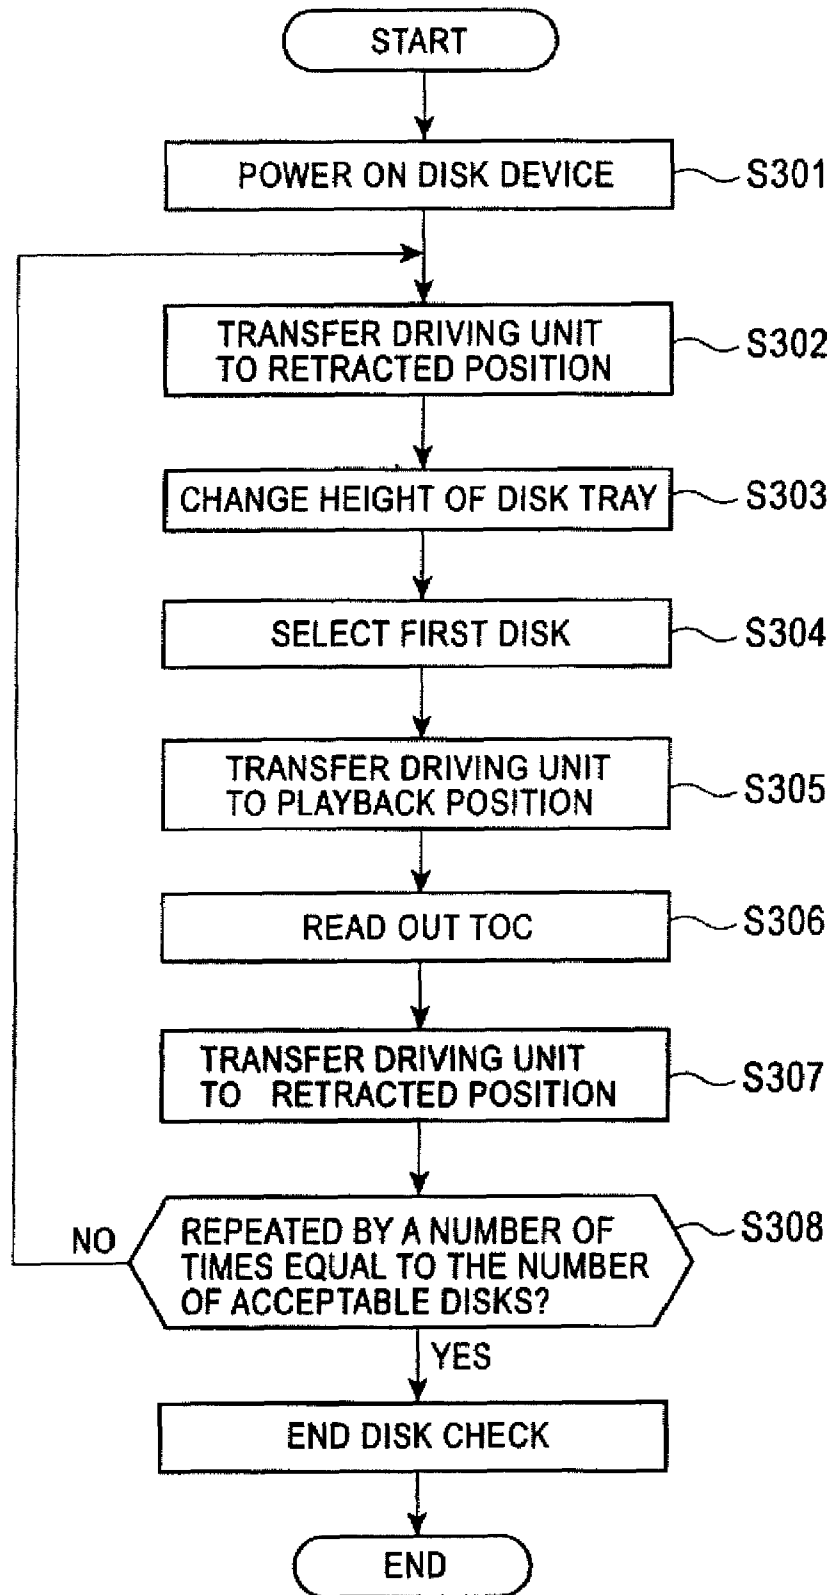 START
POWER ON DISK DEVICE
S301
TRANSFER DRIVING UNIT
TO RETRACTED POSITION
S302
CHANGE HEIGHT OF DISK TRAY
S303
SELECT FIRST DISK
S304
TRANSFER DRIVING UNIT
TO PLAYBACK POSITION
S305
READ OUT TOC
S306
TRANSFER DRIVING UNIT
TO RETRACTED POSITION
S307
REPEATED BY A NUMBER OF
TIMES EQUAL TO THE NUMBER
OF ACCEPTABLE DISKS?
S308
NO
YES
END DISK CHECK
END